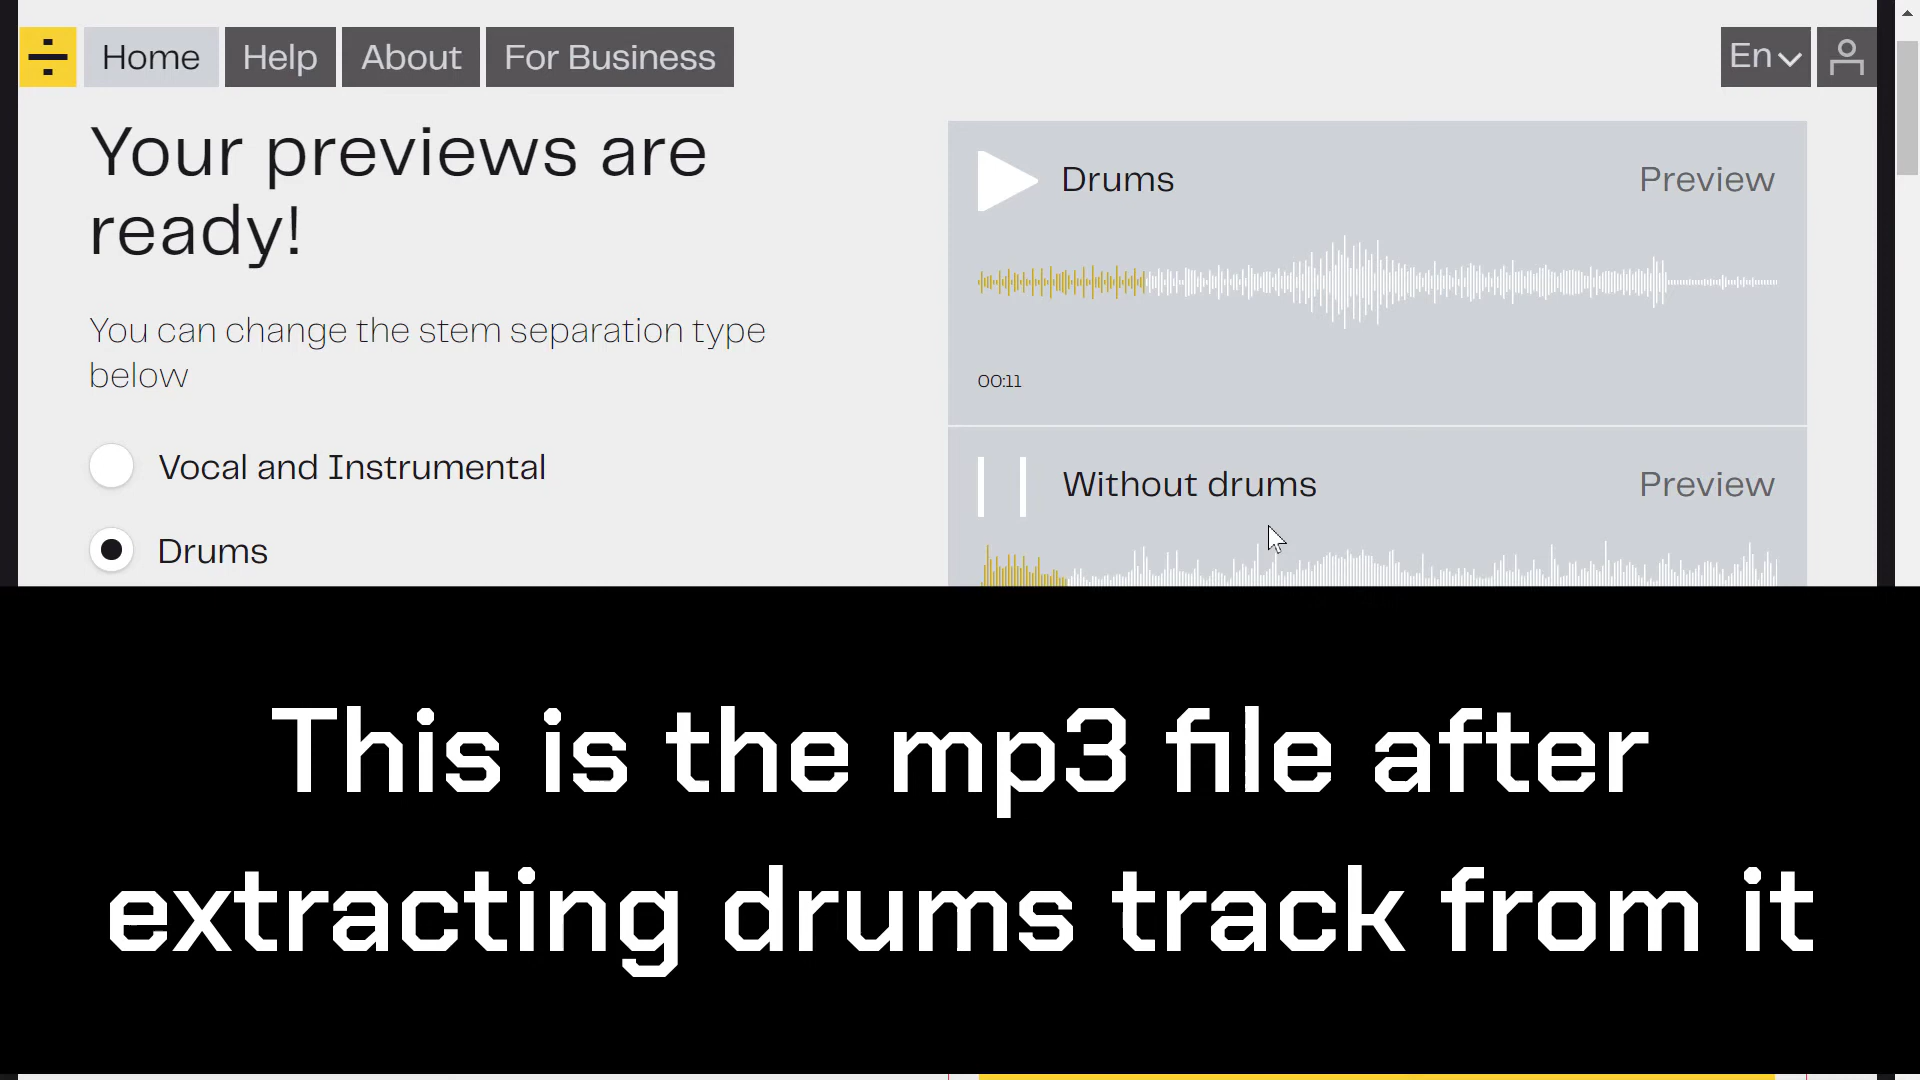 Home Help About For Business En
Your previews are
ready!
You can change the stem separation type
below
Vocal and Instrumental
Drums
Drums Preview
00:11
Without drums Preview
This is the mp3 file after
extracting drums track from it